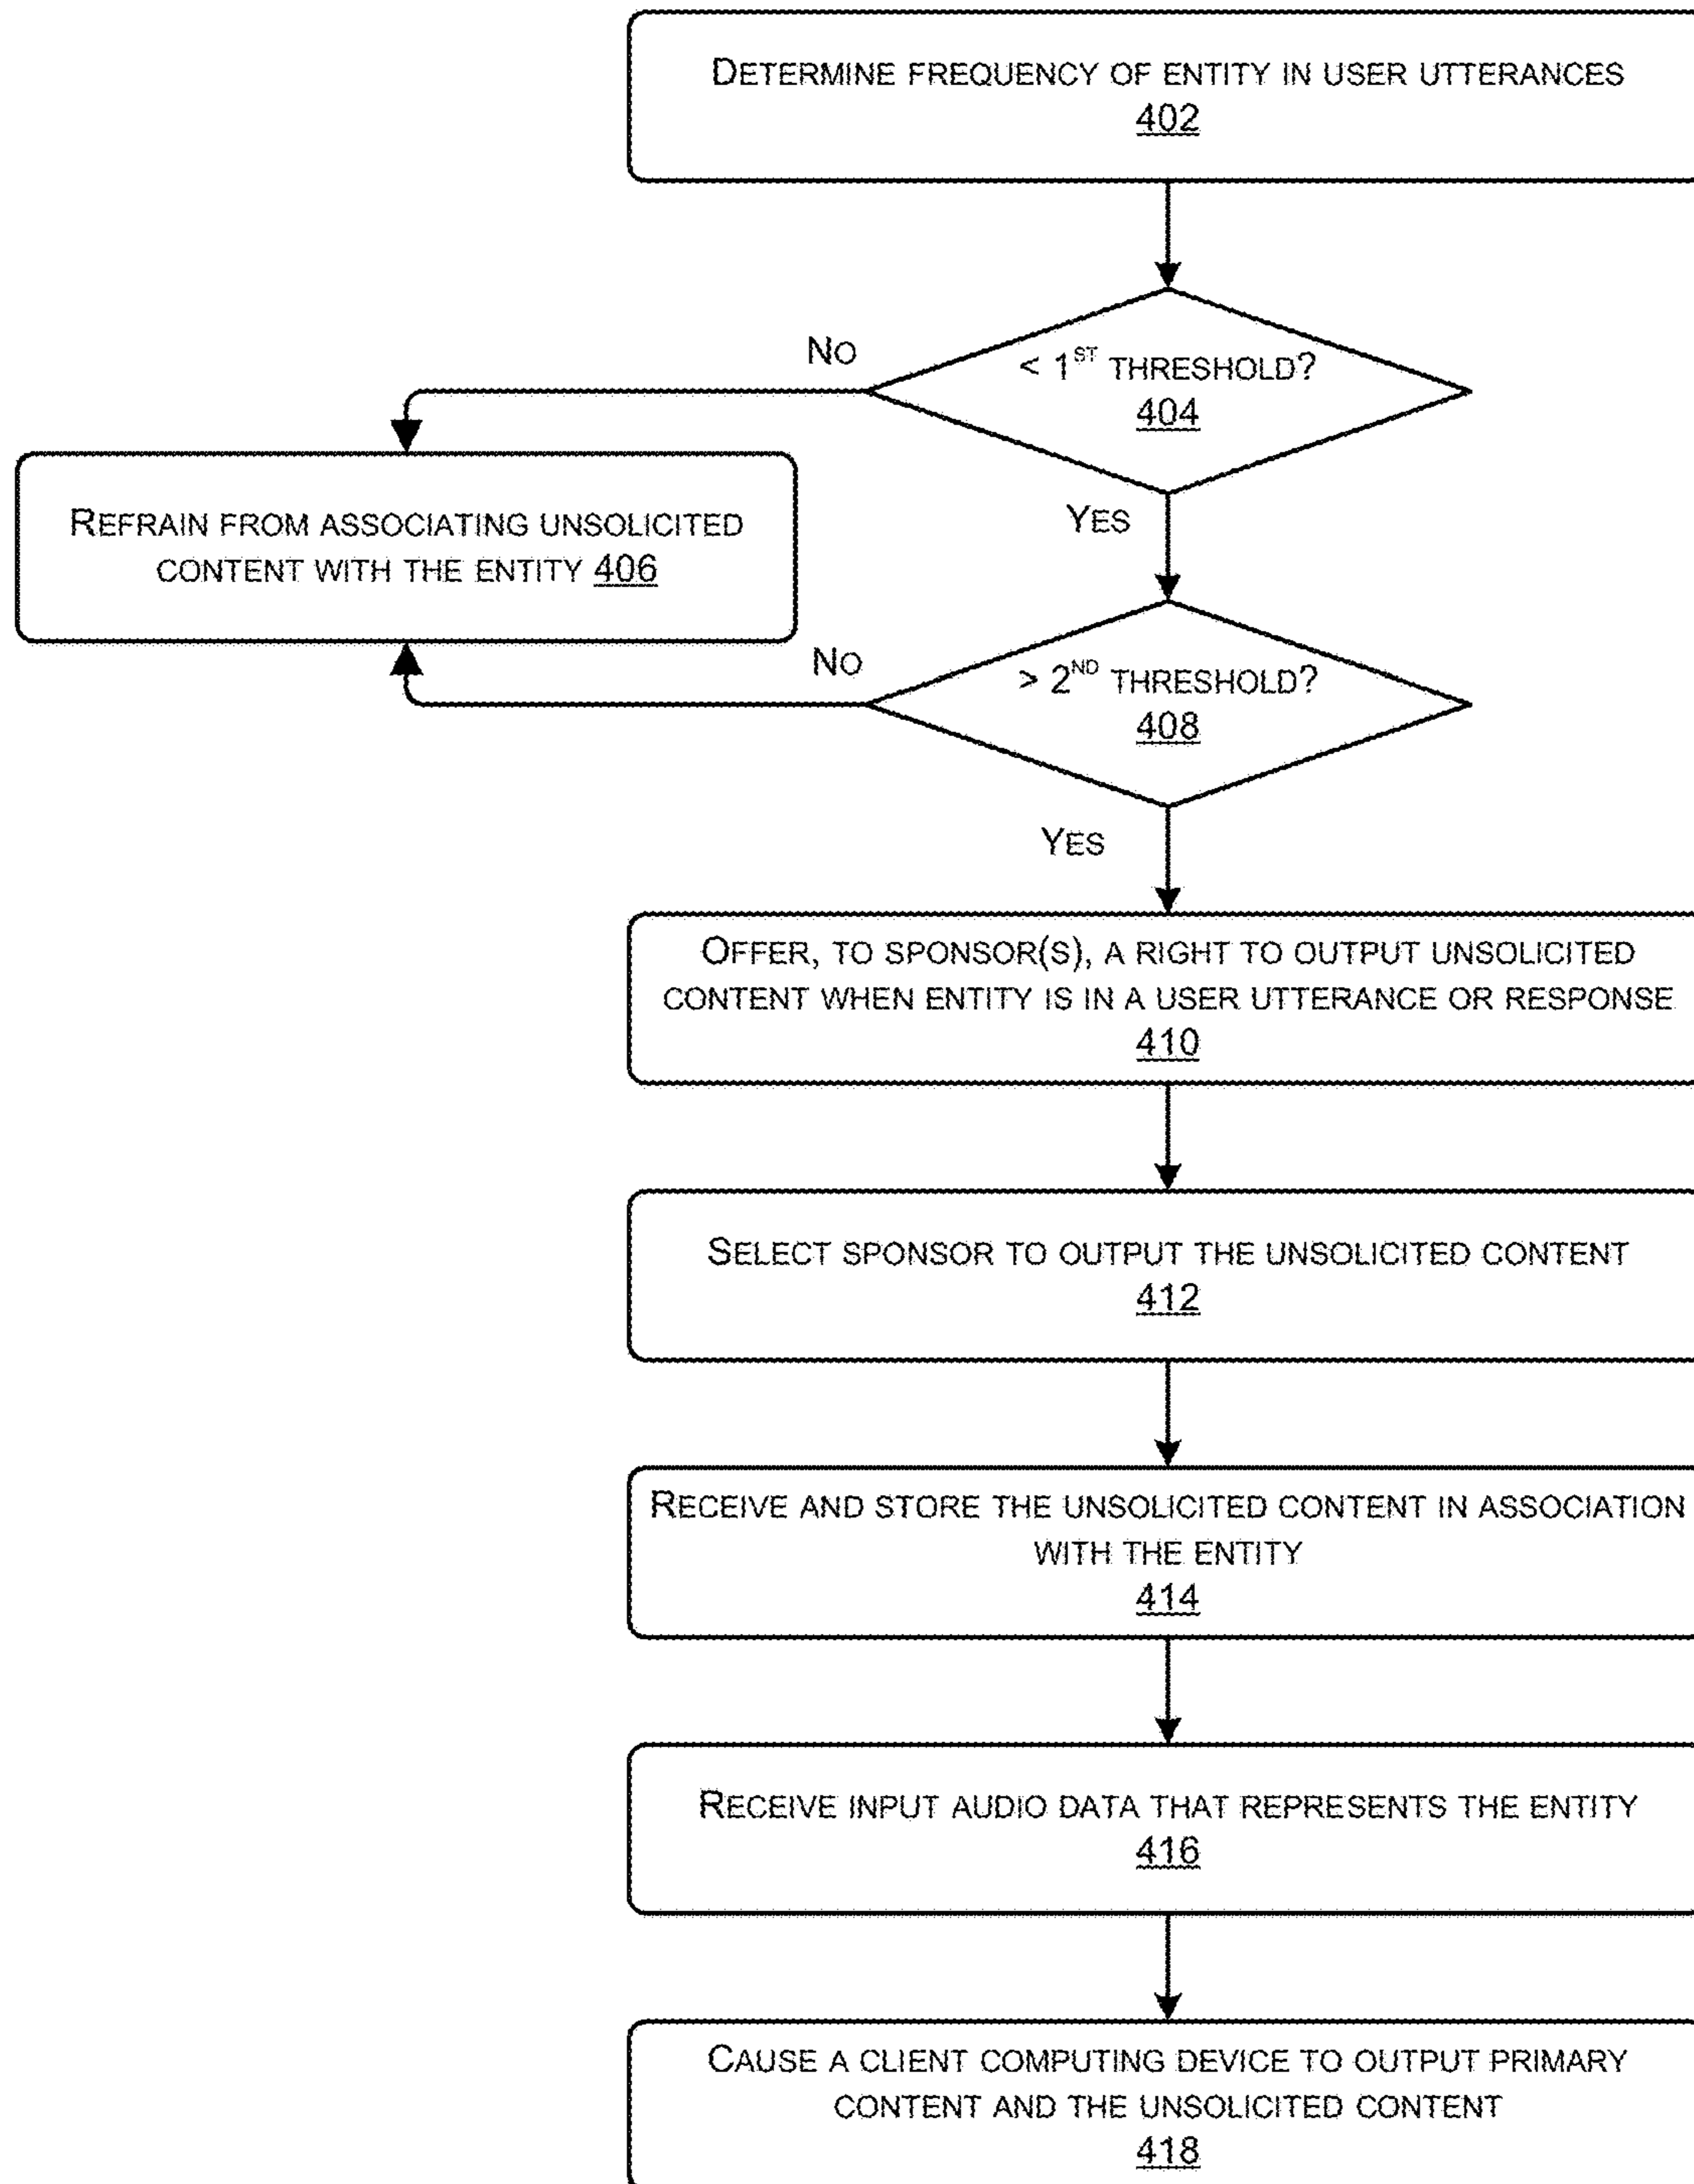 DETERMINE FREQUENCY OF ENTITY IN USER UTTERANCES
402
NO
< 1ST THRESHOLD?
404
YES
REFRAIN FROM ASSOCIATING UNSOLICITED
CONTENT WITH THE ENTITY 406
NO
> 2ND THRESHOLD?
408
YES
OFFER, TO SPONSOR(S), A RIGHT TO OUTPUT UNSOLICITED
CONTENT WHEN ENTITY IS IN A USER UTTERANCE OR RESPONSE
410
SELECT SPONSOR TO OUTPUT THE UNSOLICITED CONTENT
412
RECEIVE AND STORE THE UNSOLICITED CONTENT IN ASSOCIATION
WITH THE ENTITY
414
RECEIVE INPUT AUDIO DATA THAT REPRESENTS THE ENTITY
416
CAUSE A CLIENT COMPUTING DEVICE TO OUTPUT PRIMARY
CONTENT AND THE UNSOLICITED CONTENT
418